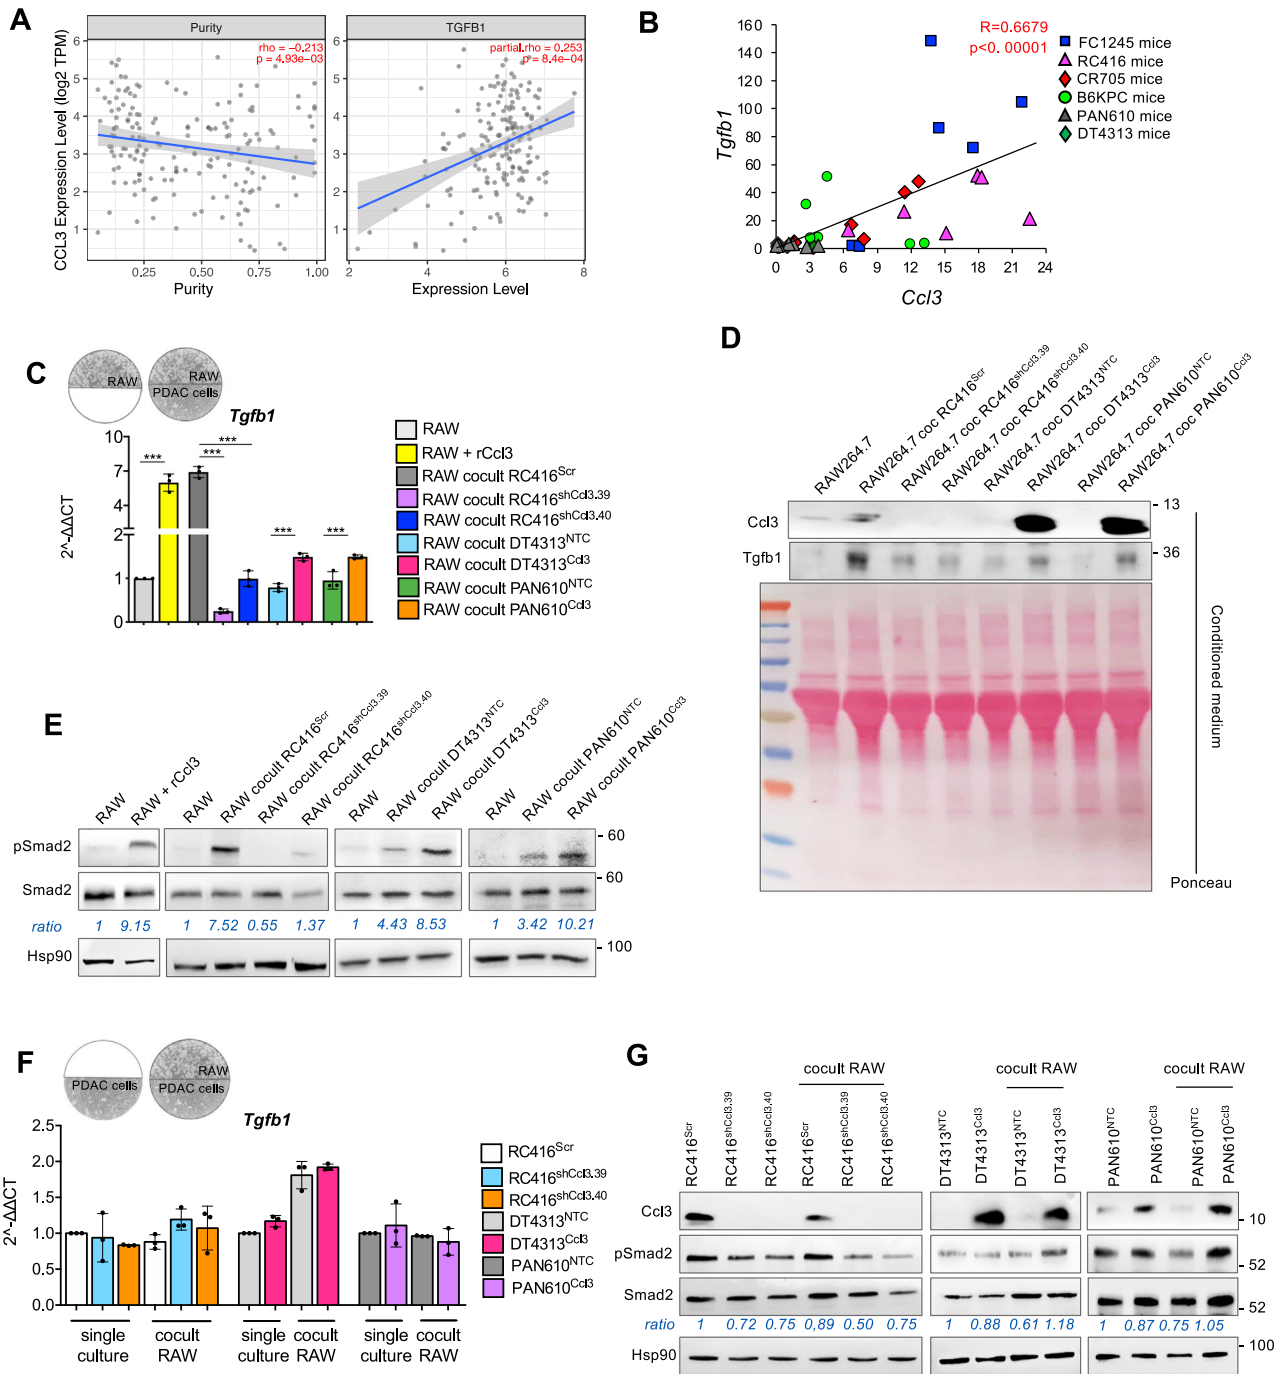 A
Purity
TGFB1
CCL3 Expression Level (log2 TPM)
rho = −0.213
p = 4.93e−03
partial.rho = 0.253
p = 8.4e−04
6
5
4
3
2
1
0.25
0.50
0.75
1.00
Purity
2
4
6
8
Expression Level
B
Tgfb1
160
140
120
100
80
60
40
20
0
0
3
6
9
12
15
18
21
24
Ccl3
R=0.6679
p<0. 00001
FC1245 mice
RC416 mice
CR705 mice
B6KPC mice
PAN610 mice
DT4313 mice
C
RAW
RAW
PDAC cells
Tgfb1
2^-ΔΔCT
10
7
4
2
1
0
***
***
***
***
***
RAW
RAW + rCcl3
RAW cocult RC416Scr
RAW cocult RC416shCcl3.39
RAW cocult RC416shCcl3.40
RAW cocult DT4313NTC
RAW cocult DT4313Ccl3
RAW cocult PAN610NTC
RAW cocult PAN610Ccl3
D
RAW264.7
RAW264.7 coc RC416Scr
RAW264.7 coc RC416shCcl3.39
RAW264.7 coc RC416shCcl3.40
RAW264.7 coc DT4313NTC
RAW264.7 coc DT4313Ccl3
RAW264.7 coc PAN610NTC
RAW264.7 coc PAN610Ccl3
Ccl3
- 13
Tgfb1
- 36
Conditioned medium
Ponceau
E
RAW
RAW + rCcl3
RAW
RAW cocult RC416Scr
RAW cocult RC416shCcl3.39
RAW cocult RC416shCcl3.40
RAW
RAW cocult DT4313NTC
RAW cocult DT4313Ccl3
RAW
RAW cocult PAN610NTC
RAW cocult PAN610Ccl3
pSmad2
- 60
Smad2
- 60
ratio 1 9.15 1 7.52 0.55 1.37 1 4.43 8.53 1 3.42 10.21
Hsp90
- 100
F
PDAC cells
RAW
PDAC cells
Tgfb1
2^-ΔΔCT
2.5
2.0
1.5
1.0
0.5
0.0
single culture
cocult RAW
single culture
cocult RAW
single culture
cocult RAW
RC416Scr
RC416shCcl3.39
RC416shCcl3.40
DT4313NTC
DT4313Ccl3
PAN610NTC
PAN610Ccl3
G
cocult RAW
cocult RAW
cocult RAW
RC416Scr
RC416shCcl3.39
RC416shCcl3.40
RC416Scr
RC416shCcl3.39
RC416shCcl3.40
DT4313NTC
DT4313Ccl3
DT4313NTC
DT4313Ccl3
PAN610NTC
PAN610Ccl3
PAN610NTC
PAN610Ccl3
Ccl3
- 10
pSmad2
- 52
Smad2
- 52
ratio 1 0.72 0.75 0,89 0.50 0.75 1 0.88 0.61 1.18 1 0.87 0.75 1.05
Hsp90
- 100